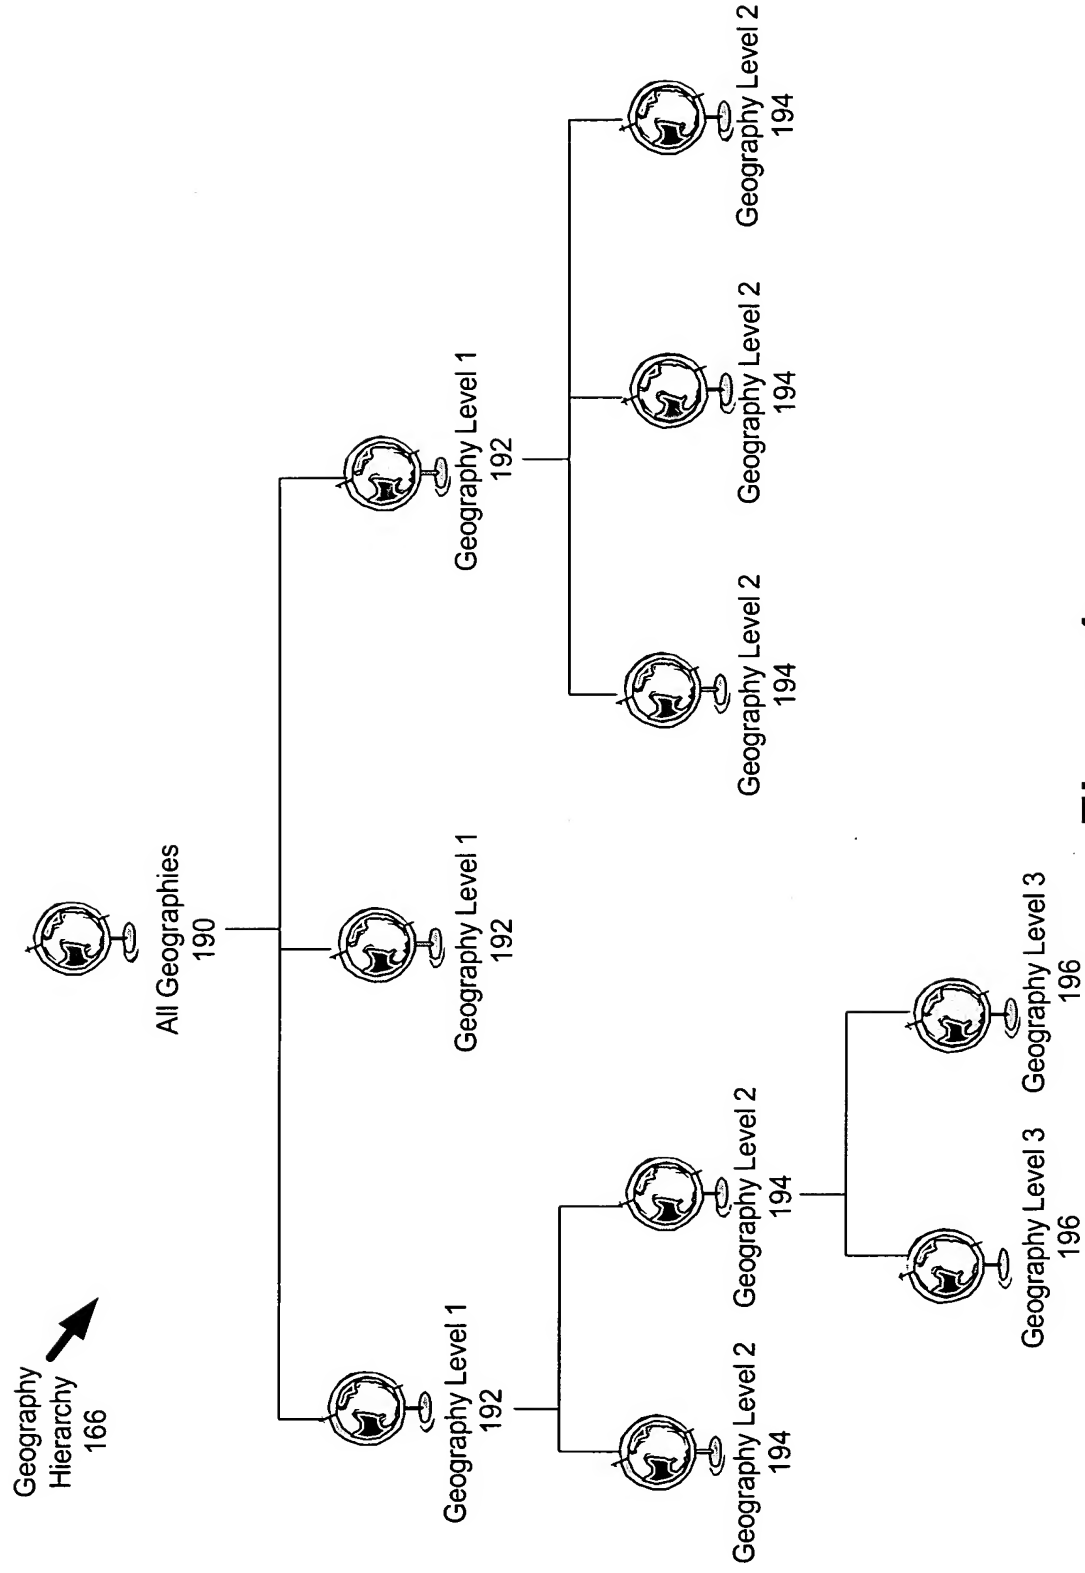 Geography
Hierarchy
166
All Geographies
190
Geography Level 1
192
Geography Level 1
192
Geography Level 1
192
Geography Level 2
194
Geography Level 2
194
Geography Level 2
194
Geography Level 2
194
Geography Level 2
194
Geography Level 3
196
Geography Level 3
196